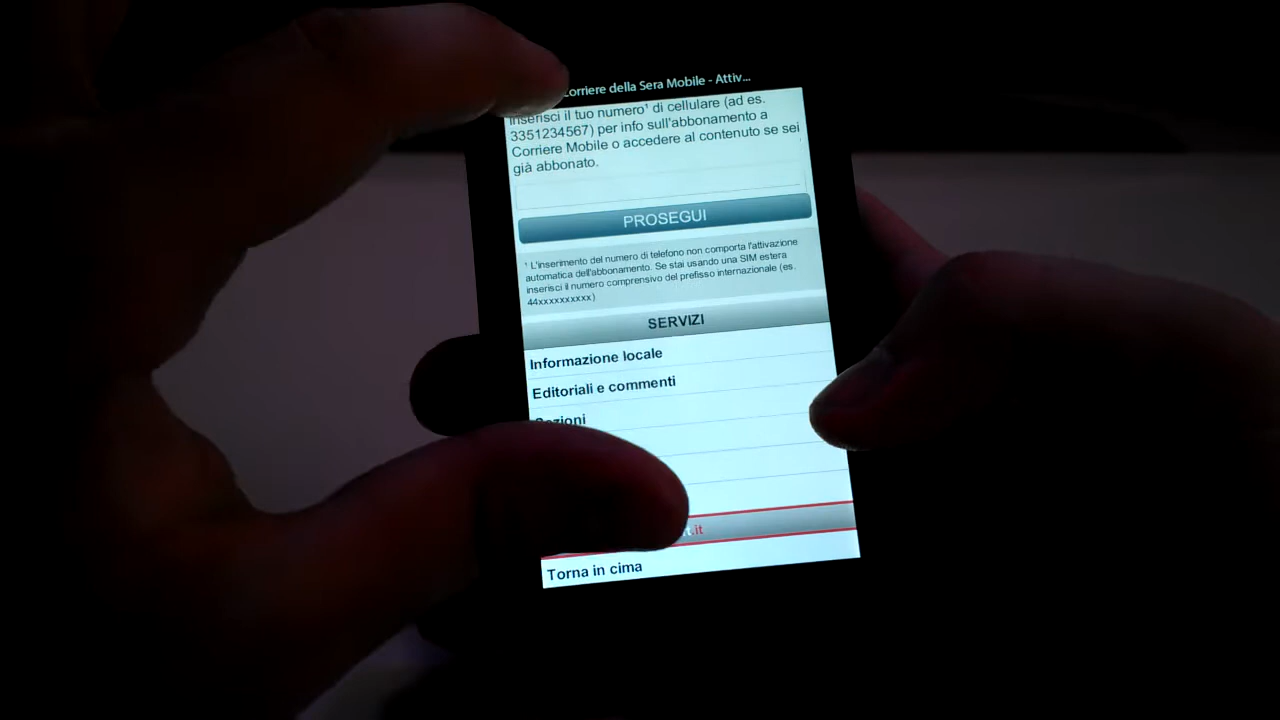 Corriere della Sera Mobile - Attiv...
Inserisci il tuo numero¹ di cellulare (ad es.
3351234567) per info sull'abbonamento a
Corriere Mobile o accedere al contenuto se sei
già abbonato.
PROSEGUI
¹ L'inserimento del numero di telefono non comporta l'attivazione
automatica dell'abbonamento. Se stai usando una SIM estera
inserisci il numero comprensivo del prefisso internazionale (es.
44xxxxxxxxxx)
SERVIZI
Informazione locale
Editoriali e commenti
Sezioni
.it
Torna in cima